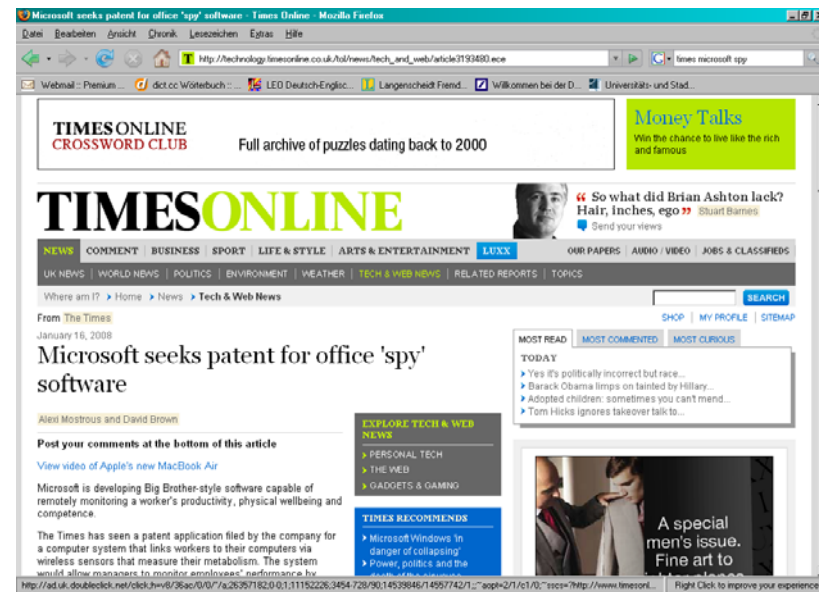 Microsoft seeks patent for office 'spy' software - Times Online - Mozilla Firefox
Datei Bearbeiten Ansicht Chronik Lesezeichen Extras Hilfe
http://technology.timesonline.co.uk/tol/news/tech_and_web/article3193480.ece
times microsoft spy
Webmail :: Premium ... dict.cc Wörterbuch :: ... LEO Deutsch-Englisc... Langenscheidt Fremd... Willkommen bei der D... Universitäts- und Stad...
TIMES ONLINE
CROSSWORD CLUB
Full archive of puzzles dating back to 2000
Money Talks
Win the chance to live like the rich
and famous
TIMESONLINE
“ So what did Brian Ashton lack?
Hair, inches, ego ” Stuart Barnes
Send your views
NEWS COMMENT BUSINESS SPORT LIFE & STYLE ARTS & ENTERTAINMENT LUXX OUR PAPERS AUDIO / VIDEO JOBS & CLASSIFIEDS
UK NEWS WORLD NEWS POLITICS ENVIRONMENT WEATHER TECH & WEB NEWS RELATED REPORTS TOPICS
Where am I? Home News Tech & Web News
SEARCH
From The Times
SHOP MY PROFILE SITEMAP
January 16, 2008
Microsoft seeks patent for office 'spy'
software
MOST READ MOST COMMENTED MOST CURIOUS
TODAY
Yes it's politically incorrect but race...
Barack Obama limps on tainted by Hillary...
Adopted children: sometimes you can't mend...
Tom Hicks ignores takeover talk to...
Alexi Mostrous and David Brown
Post your comments at the bottom of this article
View video of Apple's new MacBook Air
Microsoft is developing Big Brother-style software capable of
remotely monitoring a worker's productivity, physical wellbeing and
competence.
The Times has seen a patent application filed by the company for
a computer system that links workers to their computers via
wireless sensors that measure their metabolism. The system
would allow managers to monitor employees' performance by
EXPLORE TECH & WEB
NEWS
PERSONAL TECH
THE WEB
GADGETS & GAMING
TIMES RECOMMENDS
Microsoft Windows 'in
danger of collapsing'
Power, politics and the
A special
men's issue.
Fine art to
Right Click to improve your experience